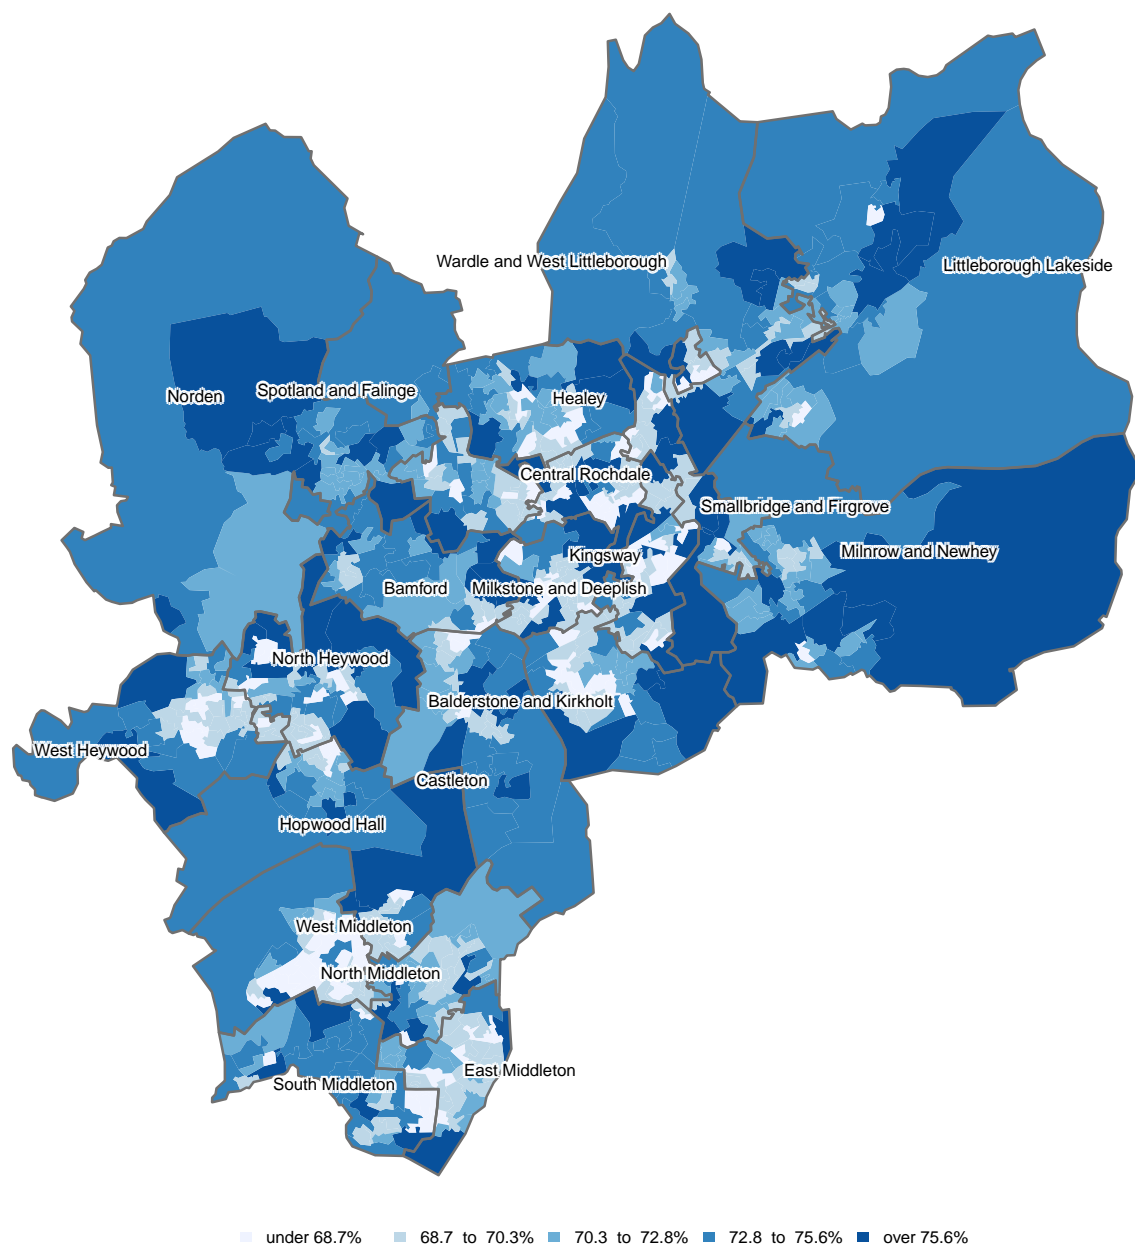 Wardle and West Littleborough
Littleborough Lakeside
Norden
Spotland and Falinge
Healey
Central Rochdale
Smallbridge and Firgrove
Kingsway
Milnrow and Newhey
Bamford
Milkstone and Deeplish
North Heywood
Balderstone and Kirkholt
West Heywood
Castleton
Hopwood Hall
West Middleton
North Middleton
East Middleton
South Middleton
under 68.7% 68.7 to 70.3% 70.3 to 72.8% 72.8 to 75.6% over 75.6%